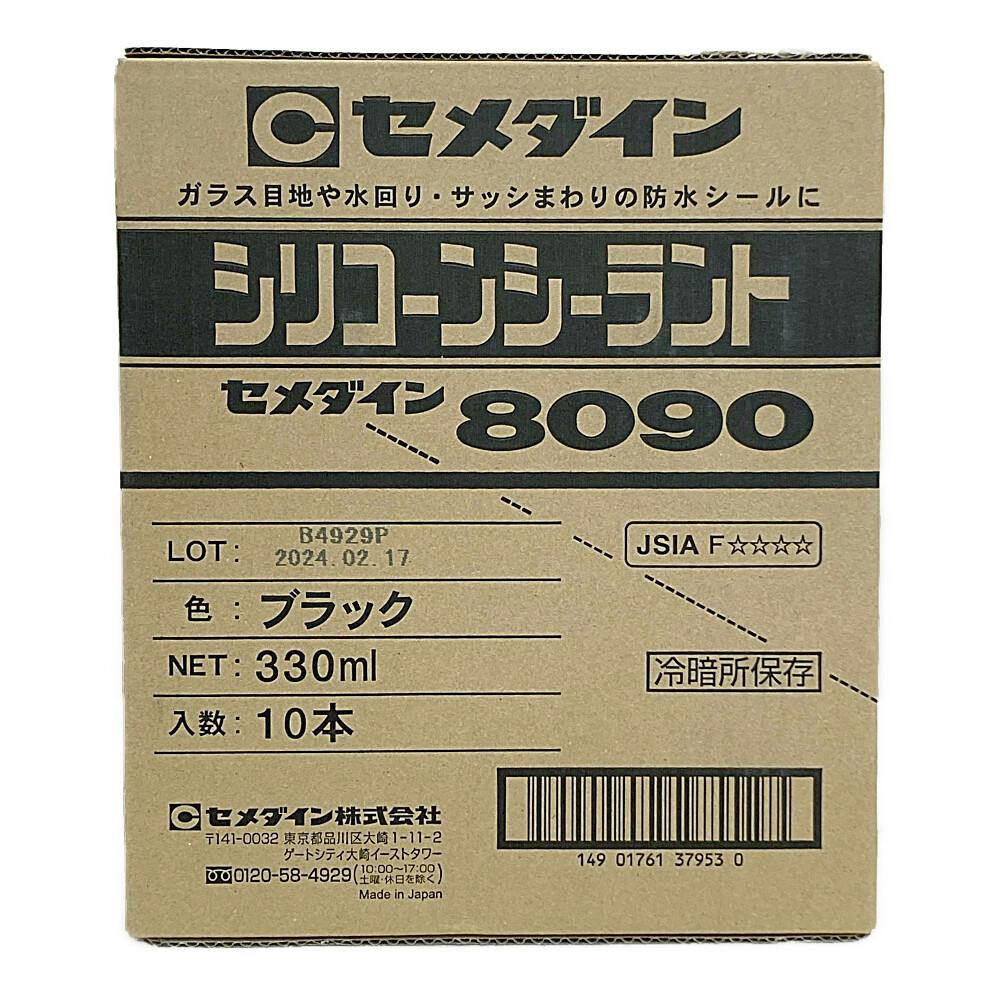 セメダイン
ガラス目地や水回り・サッシまわりの防水シールに
シリコーンシーラント
セメダイン8090
LOT: B4929P
2024.02.17
JSIA F☆☆☆☆
色:ブラック
NET:330ml
冷暗所保存
入数:10本
セメダイン株式会社
〒141-0032 東京都品川区大崎1-11-2
ゲートシティ大崎イーストタワー
0120-58-4929(10:00~17:00 土曜・休日を除く)
Made in Japan
149 01761 37953 0